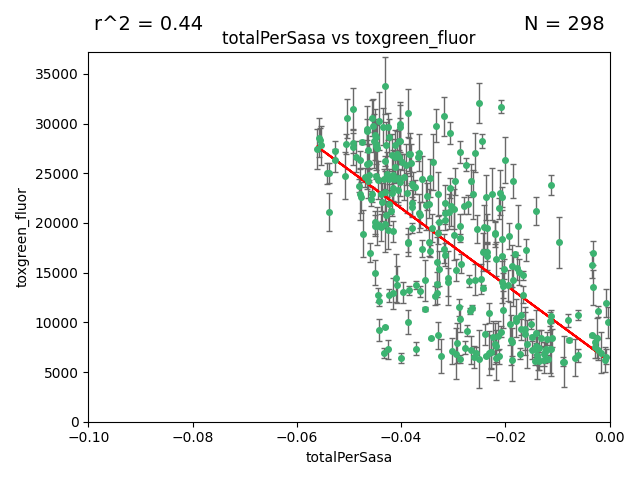 r^2 = 0.44 N = 298
totalPerSasa vs toxgreen_fluor
35000
30000
25000
20000
15000
10000
5000
0
toxgreen_fluor
−0.10 −0.08 −0.06 −0.04 −0.02 0.00
totalPerSasa